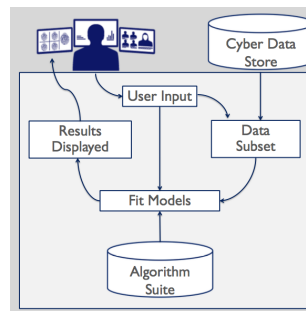 Cyber Data
Store
User Input
Results
Displayed
Data
Subset
Fit Models
Algorithm
Suite